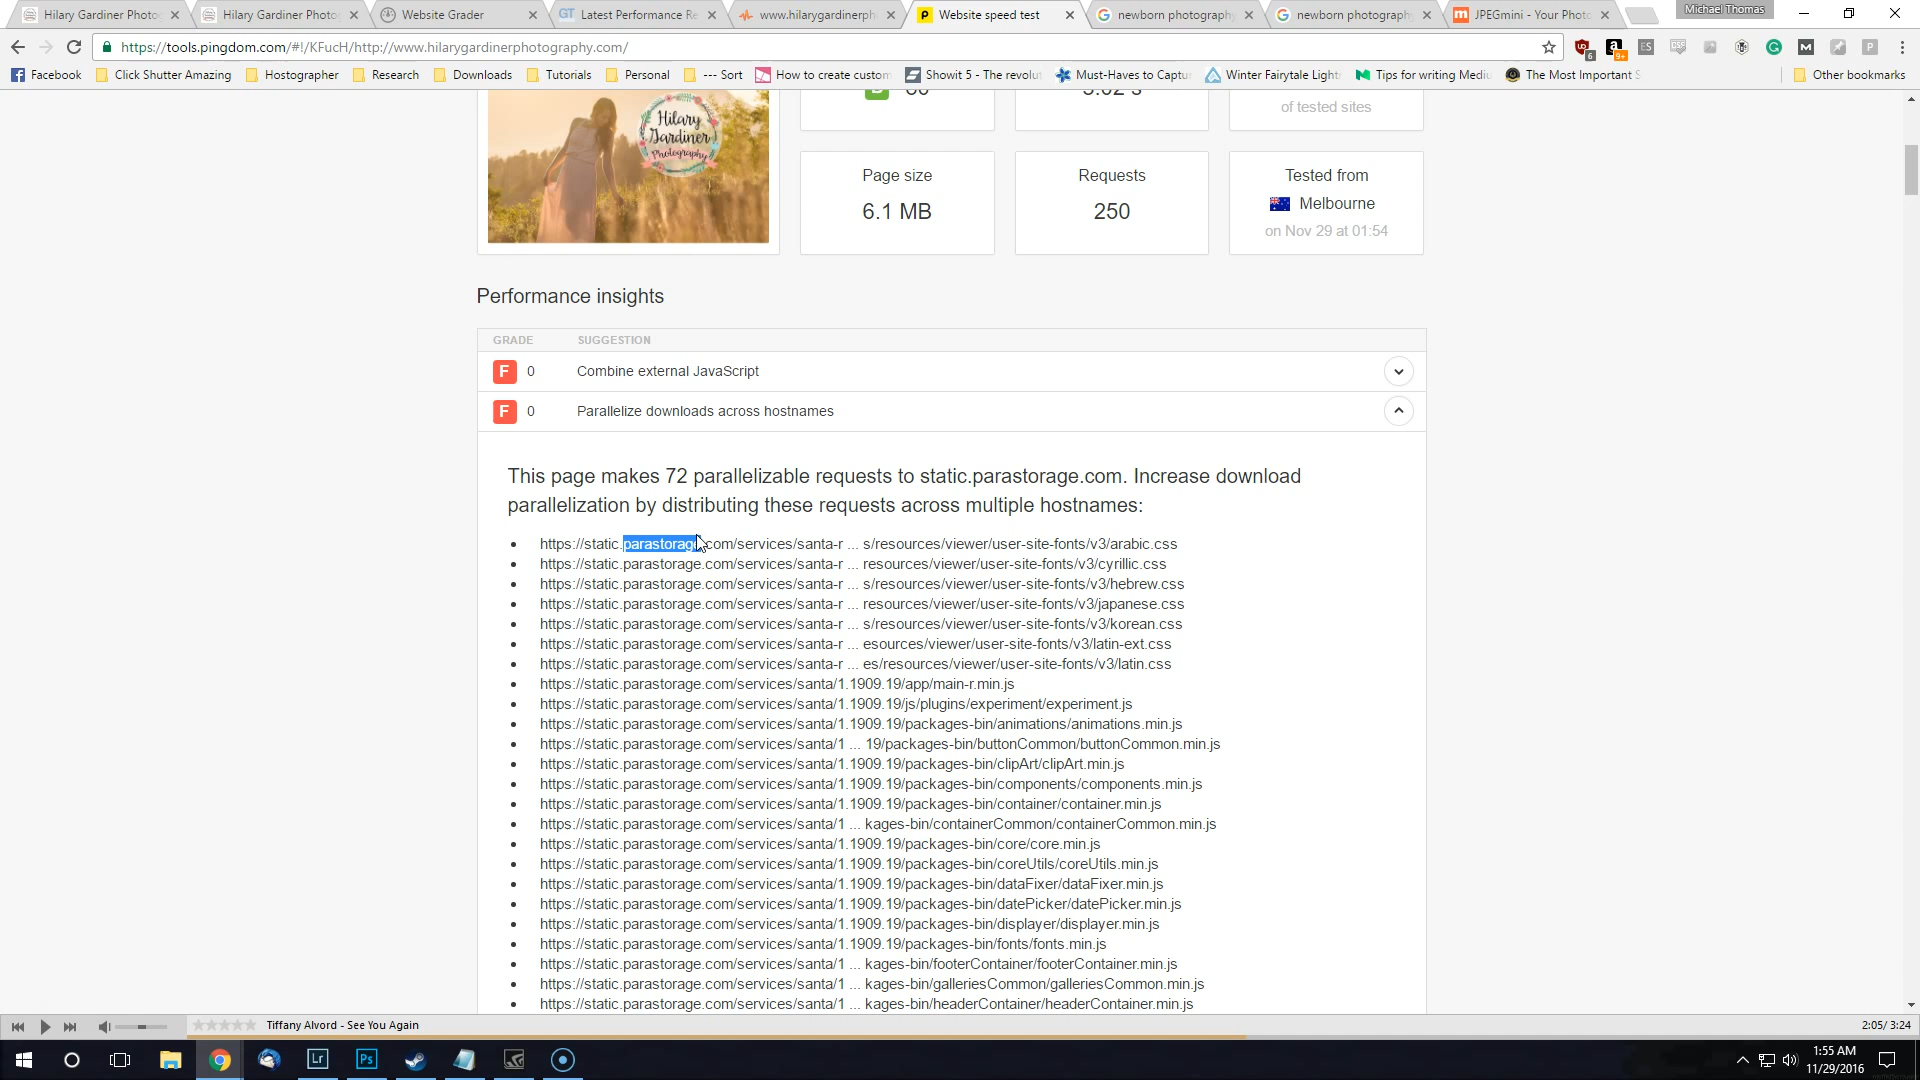 Hilary Gardiner Photo
Hilary Gardiner Photo
Website Grader
GT Latest Performance Re
www.hilarygardinerph
Website speed test
newborn photography
newborn photograph
JPEGmini - Your Phot
Michael Thomas
https://tools.pingdom.com/#!/KFucH/http://www.hilarygardinerphotography.com/
Facebook
Click Shutter Amazing
Hostographer
Research
Downloads
Tutorials
Personal
--- Sort
How to create custom
Showit 5 - The revolut
Must-Haves to Captu
Winter Fairytale Light
Tips for writing Mediu
The Most Important S
Other bookmarks
Hilary
Gardiner
Photography
of tested sites
Page size
6.1 MB
Requests
250
Tested from
Melbourne
on Nov 29 at 01:54
Performance insights
GRADE SUGGESTION
F 0 Combine external JavaScript
F 0 Parallelize downloads across hostnames
This page makes 72 parallelizable requests to static.parastorage.com. Increase download
parallelization by distributing these requests across multiple hostnames:
https://static.parastorage.com/services/santa-r ... s/resources/viewer/user-site-fonts/v3/arabic.css
https://static.parastorage.com/services/santa-r ... resources/viewer/user-site-fonts/v3/cyrillic.css
https://static.parastorage.com/services/santa-r ... s/resources/viewer/user-site-fonts/v3/hebrew.css
https://static.parastorage.com/services/santa-r ... resources/viewer/user-site-fonts/v3/japanese.css
https://static.parastorage.com/services/santa-r ... s/resources/viewer/user-site-fonts/v3/korean.css
https://static.parastorage.com/services/santa-r ... esources/viewer/user-site-fonts/v3/latin-ext.css
https://static.parastorage.com/services/santa-r ... es/resources/viewer/user-site-fonts/v3/latin.css
https://static.parastorage.com/services/santa/1.1909.19/app/main-r.min.js
https://static.parastorage.com/services/santa/1.1909.19/js/plugins/experiment/experiment.js
https://static.parastorage.com/services/santa/1.1909.19/packages-bin/animations/animations.min.js
https://static.parastorage.com/services/santa/1 ... 19/packages-bin/buttonCommon/buttonCommon.min.js
https://static.parastorage.com/services/santa/1.1909.19/packages-bin/clipArt/clipArt.min.js
https://static.parastorage.com/services/santa/1.1909.19/packages-bin/components/components.min.js
https://static.parastorage.com/services/santa/1.1909.19/packages-bin/container/container.min.js
https://static.parastorage.com/services/santa/1 ... kages-bin/containerCommon/containerCommon.min.js
https://static.parastorage.com/services/santa/1.1909.19/packages-bin/core/core.min.js
https://static.parastorage.com/services/santa/1.1909.19/packages-bin/coreUtils/coreUtils.min.js
https://static.parastorage.com/services/santa/1.1909.19/packages-bin/dataFixer/dataFixer.min.js
https://static.parastorage.com/services/santa/1.1909.19/packages-bin/datePicker/datePicker.min.js
https://static.parastorage.com/services/santa/1.1909.19/packages-bin/displayer/displayer.min.js
https://static.parastorage.com/services/santa/1.1909.19/packages-bin/fonts/fonts.min.js
https://static.parastorage.com/services/santa/1 ... kages-bin/footerContainer/footerContainer.min.js
https://static.parastorage.com/services/santa/1 ... kages-bin/galleriesCommon/galleriesCommon.min.js
https://static.parastorage.com/services/santa/1 ... kages-bin/headerContainer/headerContainer.min.js
Tiffany Alvord - See You Again
2:05/ 3:24
Lr
Ps
1:55 AM
11/29/2016